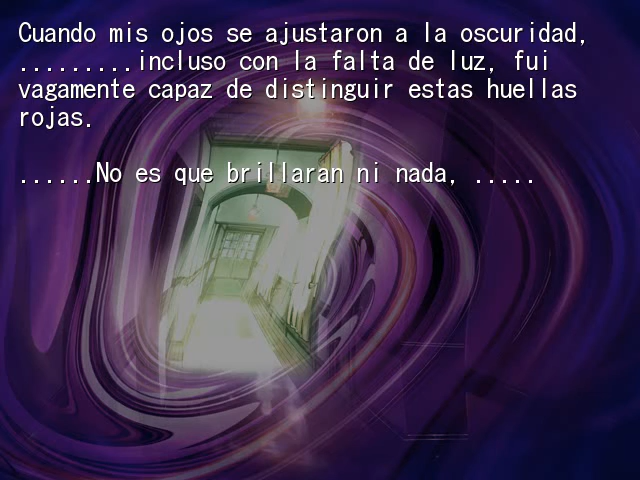 Cuando mis ojos se ajustaron a la oscuridad,
.........incluso con la falta de luz, fui
vagamente capaz de distinguir estas huellas
rojas.
......No es que brillaran ni nada, .....